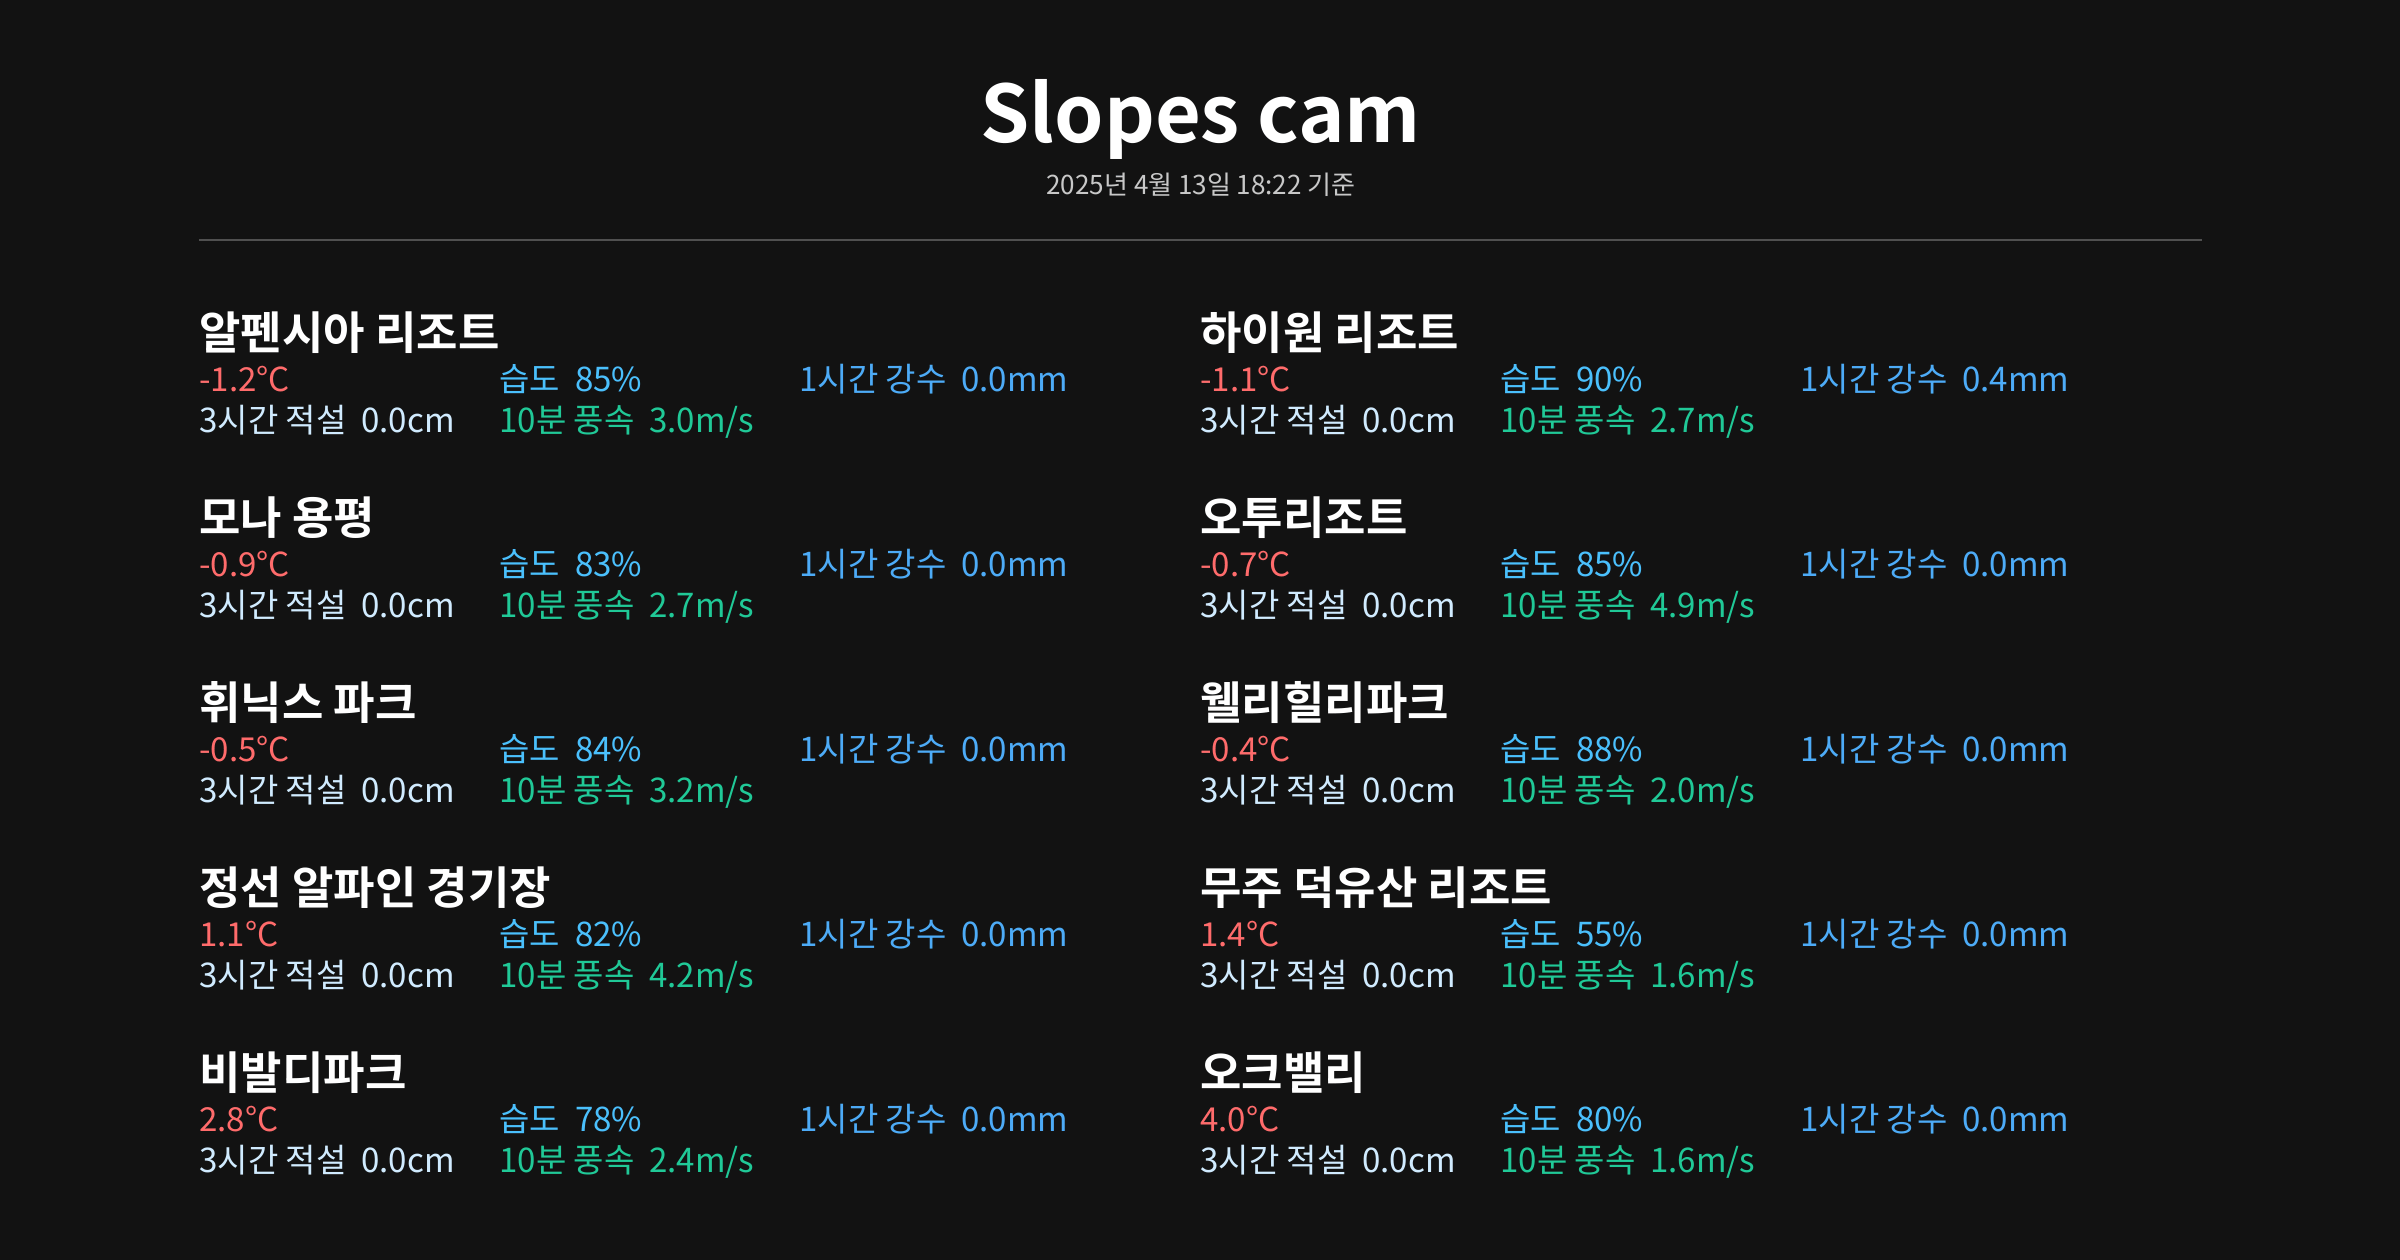 Slopes cam
2025년 4월 13일 18:22 기준
알펜시아 리조트
-1.2°C 습도 85% 1시간 강수 0.0mm
3시간 적설 0.0cm 10분 풍속 3.0m/s
하이원 리조트
-1.1°C 습도 90% 1시간 강수 0.4mm
3시간 적설 0.0cm 10분 풍속 2.7m/s
모나 용평
-0.9°C 습도 83% 1시간 강수 0.0mm
3시간 적설 0.0cm 10분 풍속 2.7m/s
오투리조트
-0.7°C 습도 85% 1시간 강수 0.0mm
3시간 적설 0.0cm 10분 풍속 4.9m/s
휘닉스 파크
-0.5°C 습도 84% 1시간 강수 0.0mm
3시간 적설 0.0cm 10분 풍속 3.2m/s
웰리힐리파크
-0.4°C 습도 88% 1시간 강수 0.0mm
3시간 적설 0.0cm 10분 풍속 2.0m/s
정선 알파인 경기장
1.1°C 습도 82% 1시간 강수 0.0mm
3시간 적설 0.0cm 10분 풍속 4.2m/s
무주 덕유산 리조트
1.4°C 습도 55% 1시간 강수 0.0mm
3시간 적설 0.0cm 10분 풍속 1.6m/s
비발디파크
2.8°C 습도 78% 1시간 강수 0.0mm
3시간 적설 0.0cm 10분 풍속 2.4m/s
오크밸리
4.0°C 습도 80% 1시간 강수 0.0mm
3시간 적설 0.0cm 10분 풍속 1.6m/s